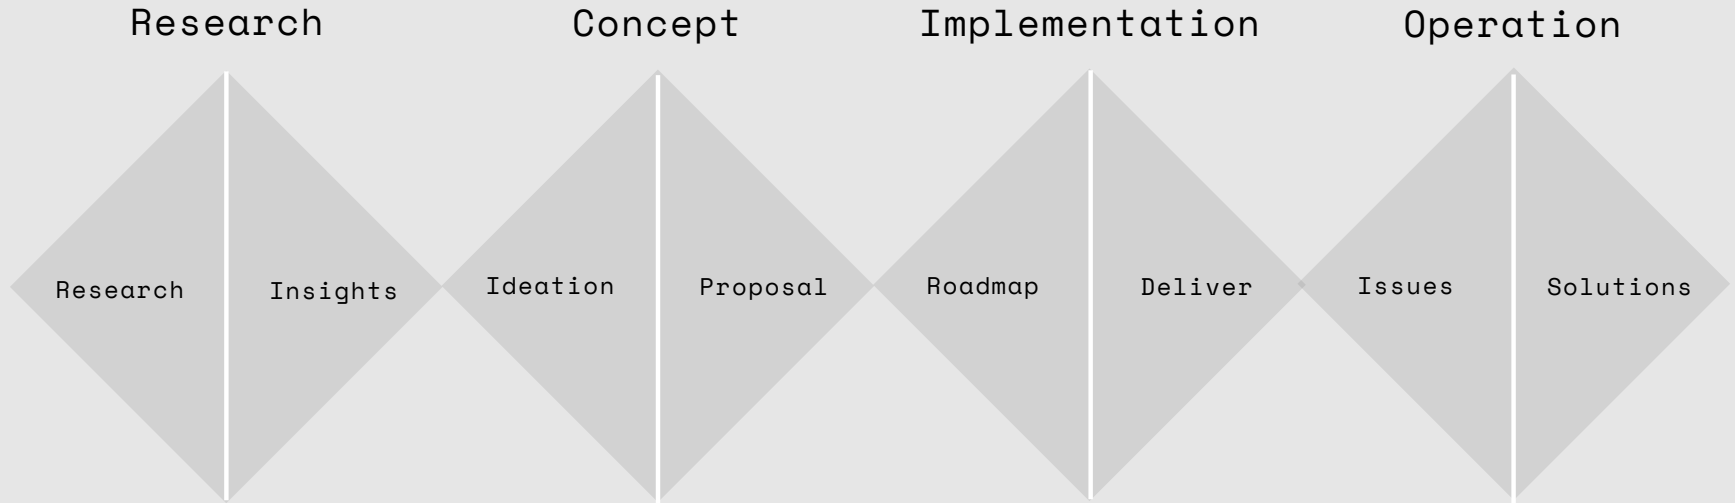 Research
Concept
Implementation
Operation
Research
Insights
Ideation
Proposal
Roadmap
Deliver
Issues
Solutions